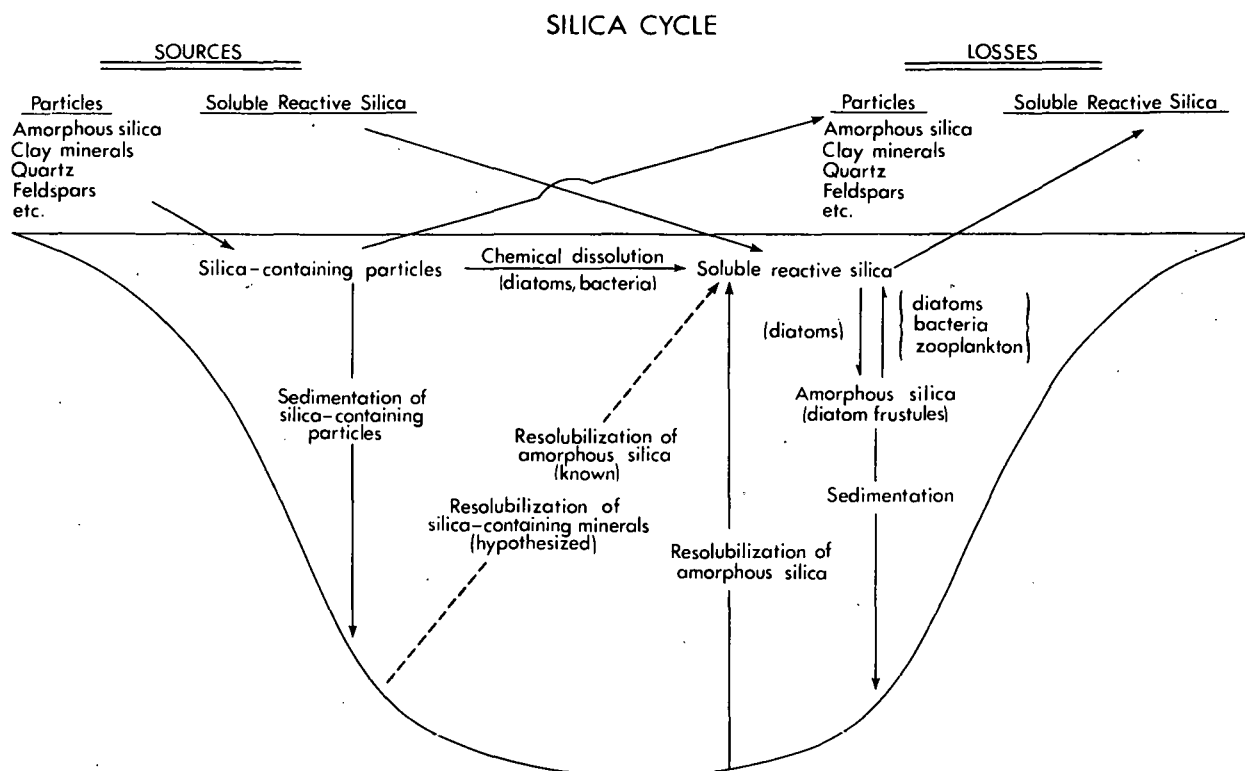 SILICA CYCLE
SOURCES
LOSSES
Particles
Soluble Reactive Silica
Particles
Soluble Reactive Silica
Amorphous silica
Clay minerals
Quartz
Feldspars
etc.
Amorphous silica
Clay minerals
Quartz
Feldspars
etc.
Silica-containing particles
Chemical dissolution
(diatoms, bacteria)
Soluble reactive silica
(diatoms)
diatoms
bacteria
zooplankton
Sedimentation of
silica-containing
particles
Amorphous silica
(diatom frustules)
Resolubilization of
amorphous silica
(known)
Resolubilization of
silica-containing minerals
(hypothesized)
Sedimentation
Resolubilization of
amorphous silica